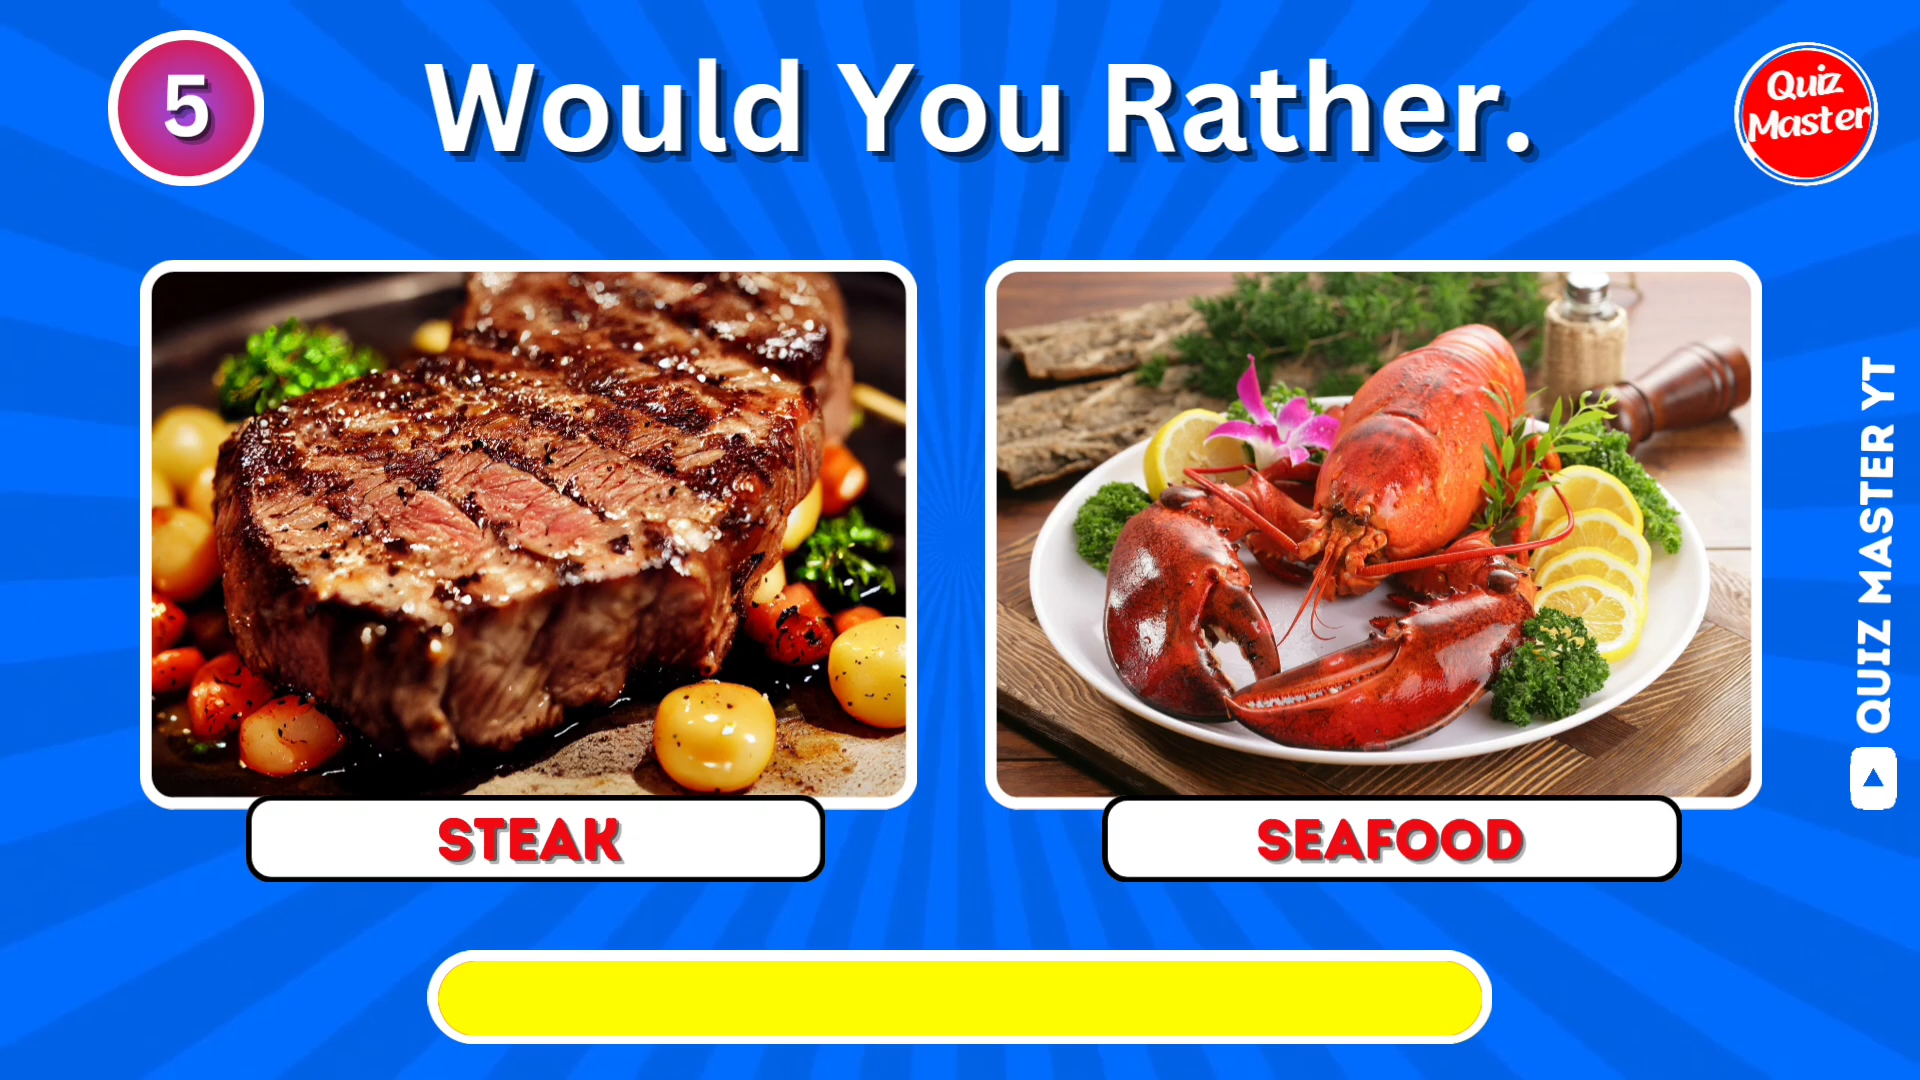 5
Would You Rather.
Quiz
Master
STEAK
SEAFOOD
QUIZ MASTER YT